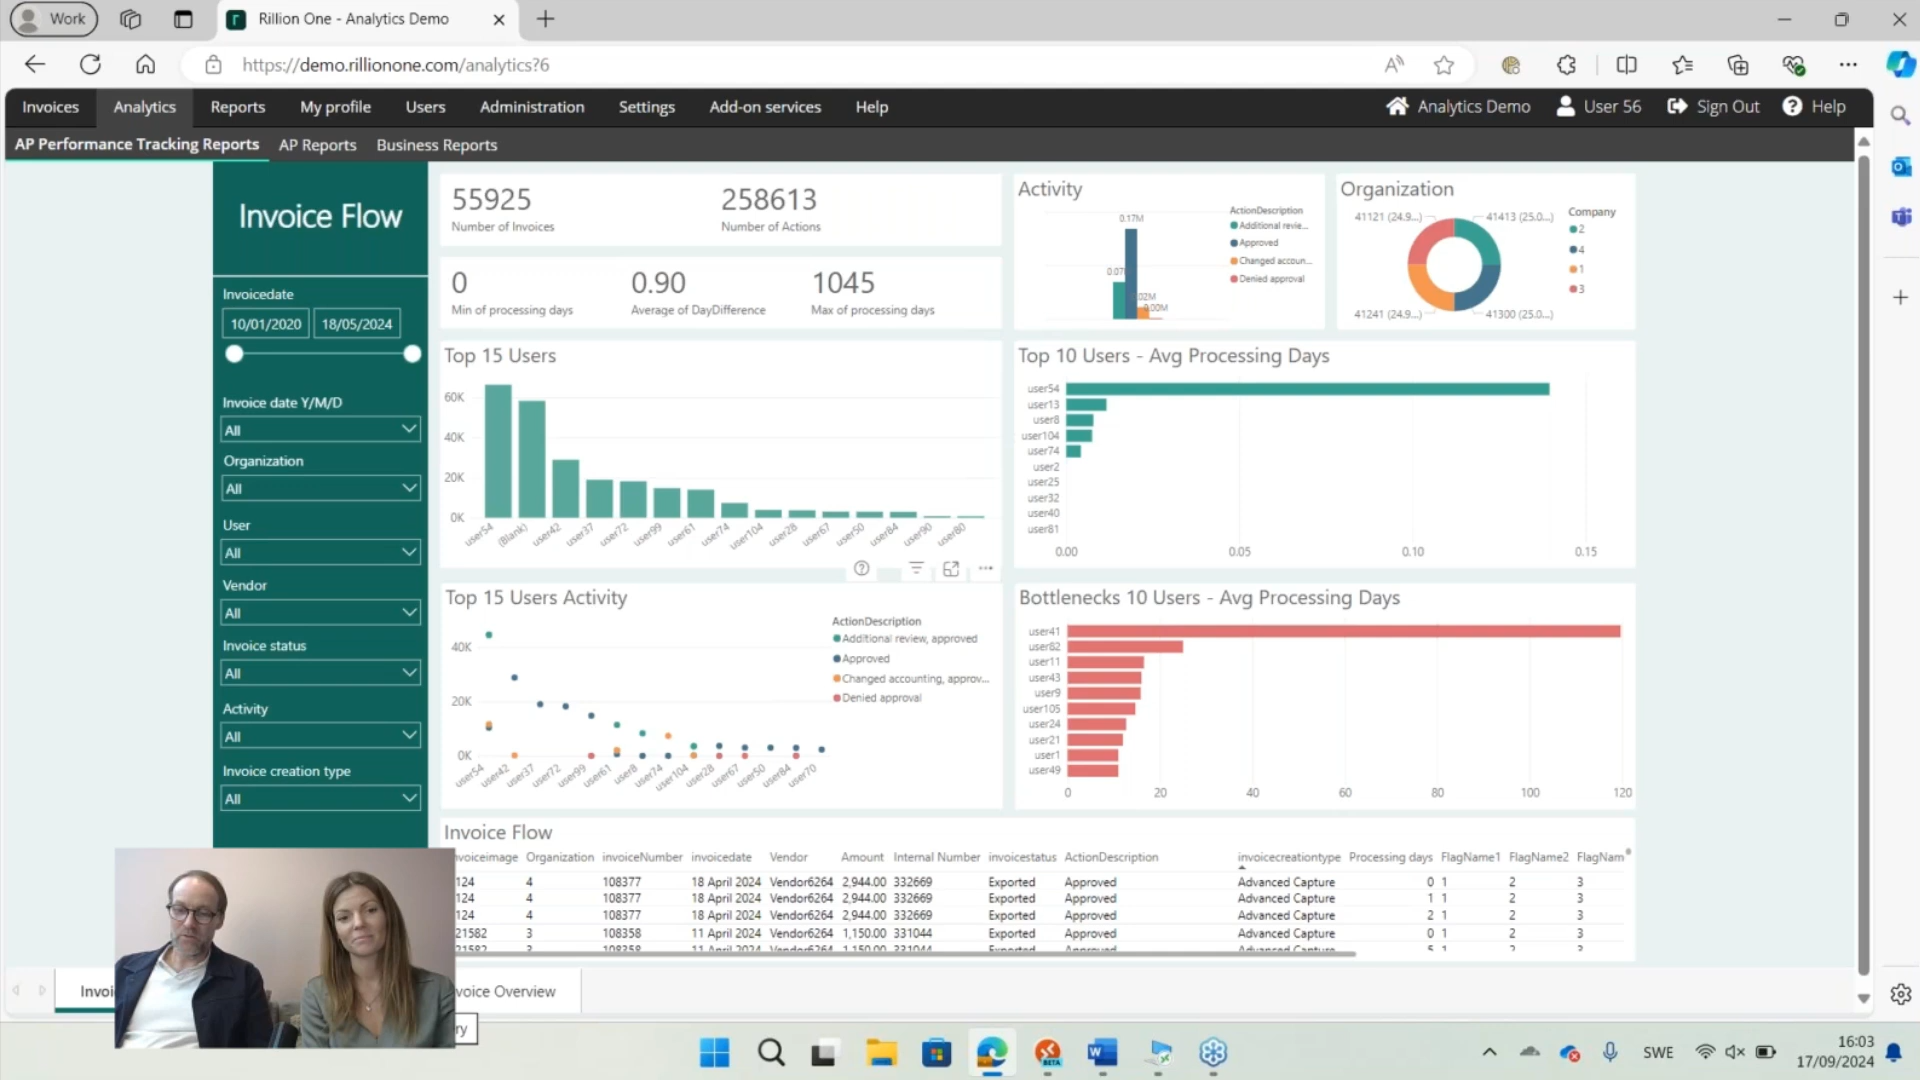 Work
Rillion One - Analytics Demo
https://demo.rillionone.com/analytics?6
Invoices Analytics Reports My profile Users Administration Settings Add-on services Help Analytics Demo User 56 Sign Out Help
AP Performance Tracking Reports AP Reports Business Reports
Invoice Flow
Invoicedate
10/01/2020 18/05/2024
Invoice date Y/M/D
All
Organization
All
User
All
Vendor
All
Invoice status
All
Activity
All
Invoice creation type
All
55925 258613
Number of Invoices Number of Actions
0 0.90 1045
Min of processing days Average of DayDifference Max of processing days
Activity
0.17M
0.07
0.00M
ActionDescription
Additional revie...
Approved
Changed accoun...
Denied approval
Organization
41121 (24.9...) 41413 (25.0...)
41241 (24.9...) 41300 (25.0...)
Company
2
4
1
3
Top 15 Users
60K
40K
20K
0K
user54 (Blank) user42 user37 user72 user99 user61 user74 user104 user28 user67 user50 user84 user90 user80
Top 10 Users - Avg Processing Days
user54
user13
user8
user104
user74
user2
user25
user32
user40
user81
0.00 0.05 0.10 0.15
Top 15 Users Activity
40K
20K
0K
user54 user42 user37 user72 user99 user61 user8 user74 user104 user28 user67 user50 user84 user70
ActionDescription
Additional review, approved
Approved
Changed accounting, approv...
Denied approval
Bottlenecks 10 Users - Avg Processing Days
user41
user82
user11
user43
user9
user105
user24
user21
user1
user49
0 20 40 60 80 100 120
Invoice Flow
nvoiceimage Organization invoiceNumber invoicedate Vendor Amount Internal Number invoicestatus ActionDescription invoicecreationtype Processing days FlagName1 FlagName2 FlagNam
124 4 108377 18 April 2024 Vendor6264 2,944.00 332669 Exported Approved Advanced Capture 0 1 2 3
124 4 108377 18 April 2024 Vendor6264 2,944.00 332669 Exported Approved Advanced Capture 1 1 2 3
124 4 108377 18 April 2024 Vendor6264 2,944.00 332669 Exported Approved Advanced Capture 2 1 2 3
21582 3 108358 11 April 2024 Vendor6264 1,150.00 331044 Exported Approved Advanced Capture 0 1 2 3
21582 3 108358 11 April 2024 Vendor6264 1,150.00 331044 Exported Approved Advanced Capture 5 1 2 3
Invoi voice Overview
ry
BETA
SWE
16:03
17/09/2024